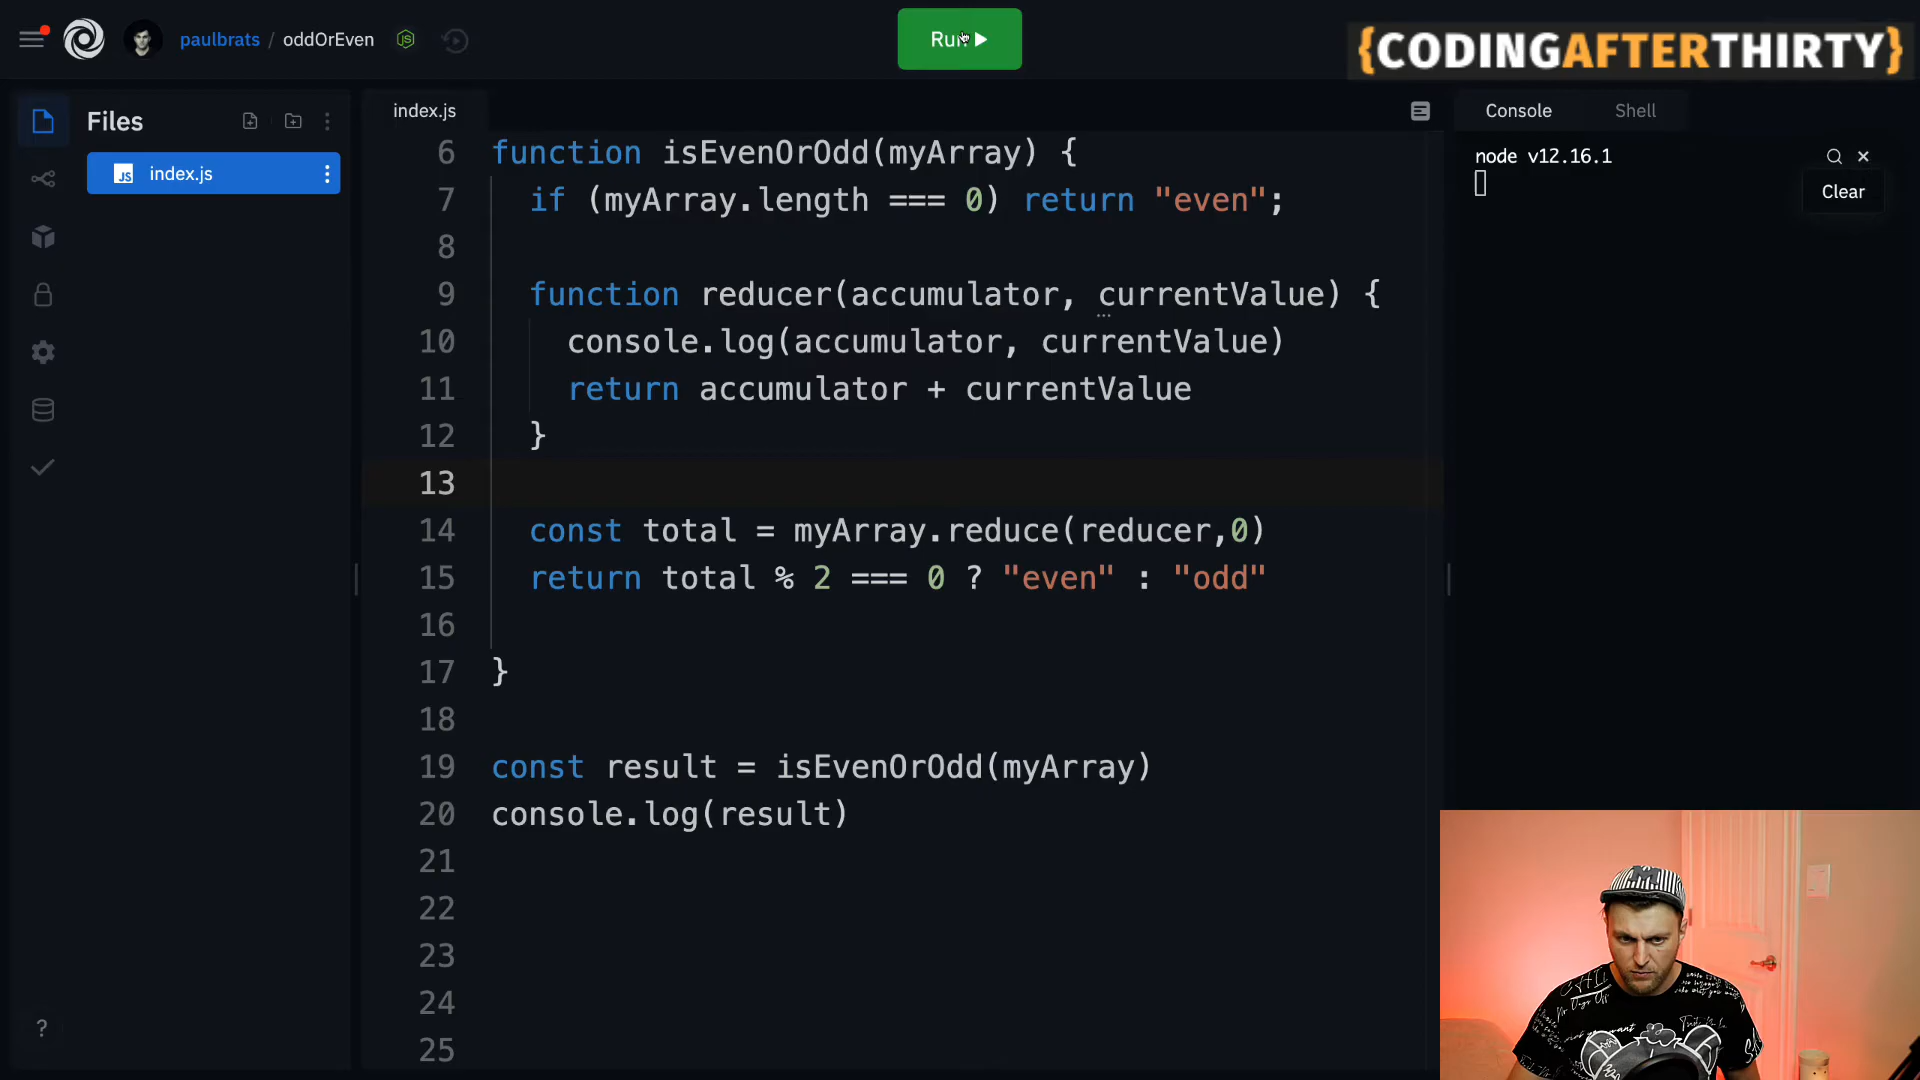 paulbrats / oddOrEven
Run
{CODINGAFTERTHIRTY}
Files
index.js
index.js
Console
Shell
6 function isEvenOrOdd(myArray) {
7 if (myArray.length === 0) return "even";
8
9 function reducer(accumulator, currentValue) {
10 console.log(accumulator, currentValue)
11 return accumulator + currentValue
12 }
13
14 const total = myArray.reduce(reducer,0)
15 return total % 2 === 0 ? "even" : "odd"
16
17 }
18
19 const result = isEvenOrOdd(myArray)
20 console.log(result)
21
22
23
24
25
node v12.16.1
Clear
JS
?